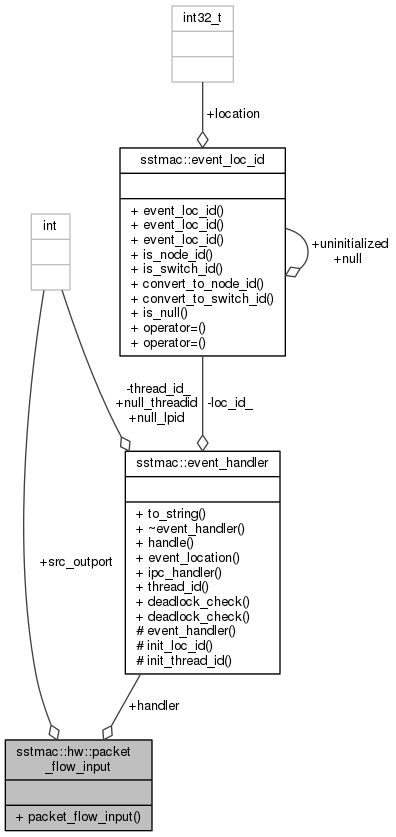 int32_t
+location
sstmac::event_loc_id
+ event_loc_id()
+ event_loc_id()
+ event_loc_id()
+ is_node_id()
+ is_switch_id()
+ convert_to_node_id()
+ convert_to_switch_id()
+ is_null()
+ operator=()
+ operator=()
+uninitialized
+null
int
-thread_id_
+null_threadid
+null_lpid
-loc_id_
sstmac::event_handler
+ to_string()
+ ~event_handler()
+ handle()
+ event_location()
+ ipc_handler()
+ thread_id()
+ deadlock_check()
+ deadlock_check()
# event_handler()
# init_loc_id()
# init_thread_id()
+src_outport
+handler
sstmac::hw::packet
_flow_input
+ packet_flow_input()